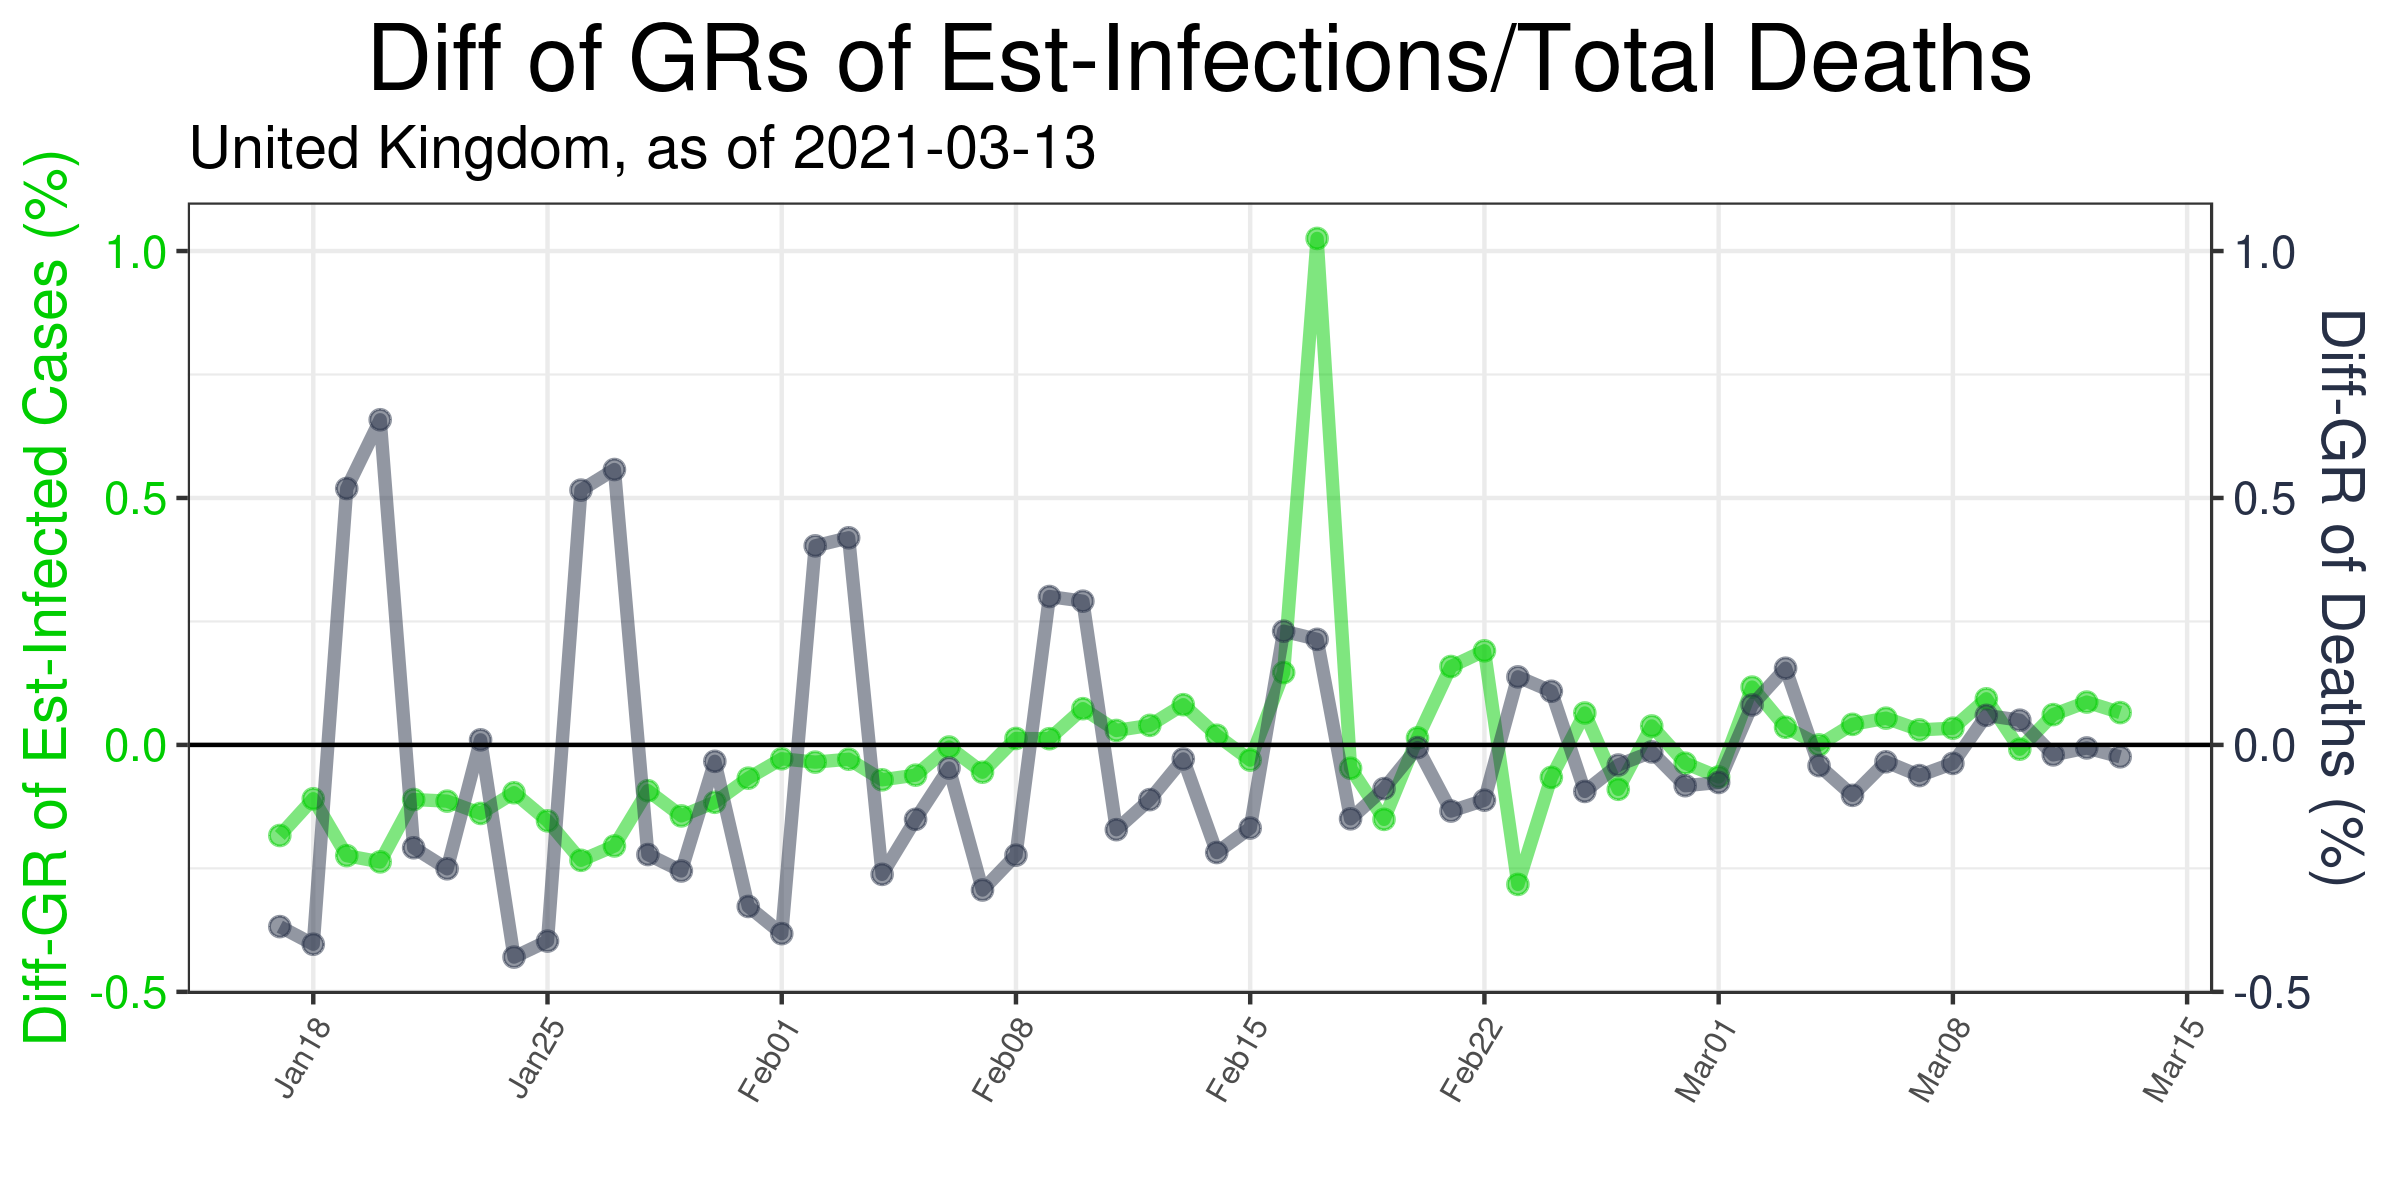 Diff of GRs of Est-Infections/Total Deaths
United Kingdom, as of 2021-03-13
Diff-GR of Est-Infected Cases (%)
1.0
0.5
0.0
-0.5
1.0
0.5
0.0
-0.5
Diff-GR of Deaths (%)
Jan18
Jan25
Feb01
Feb08
Feb15
Feb22
Mar01
Mar08
Mar15